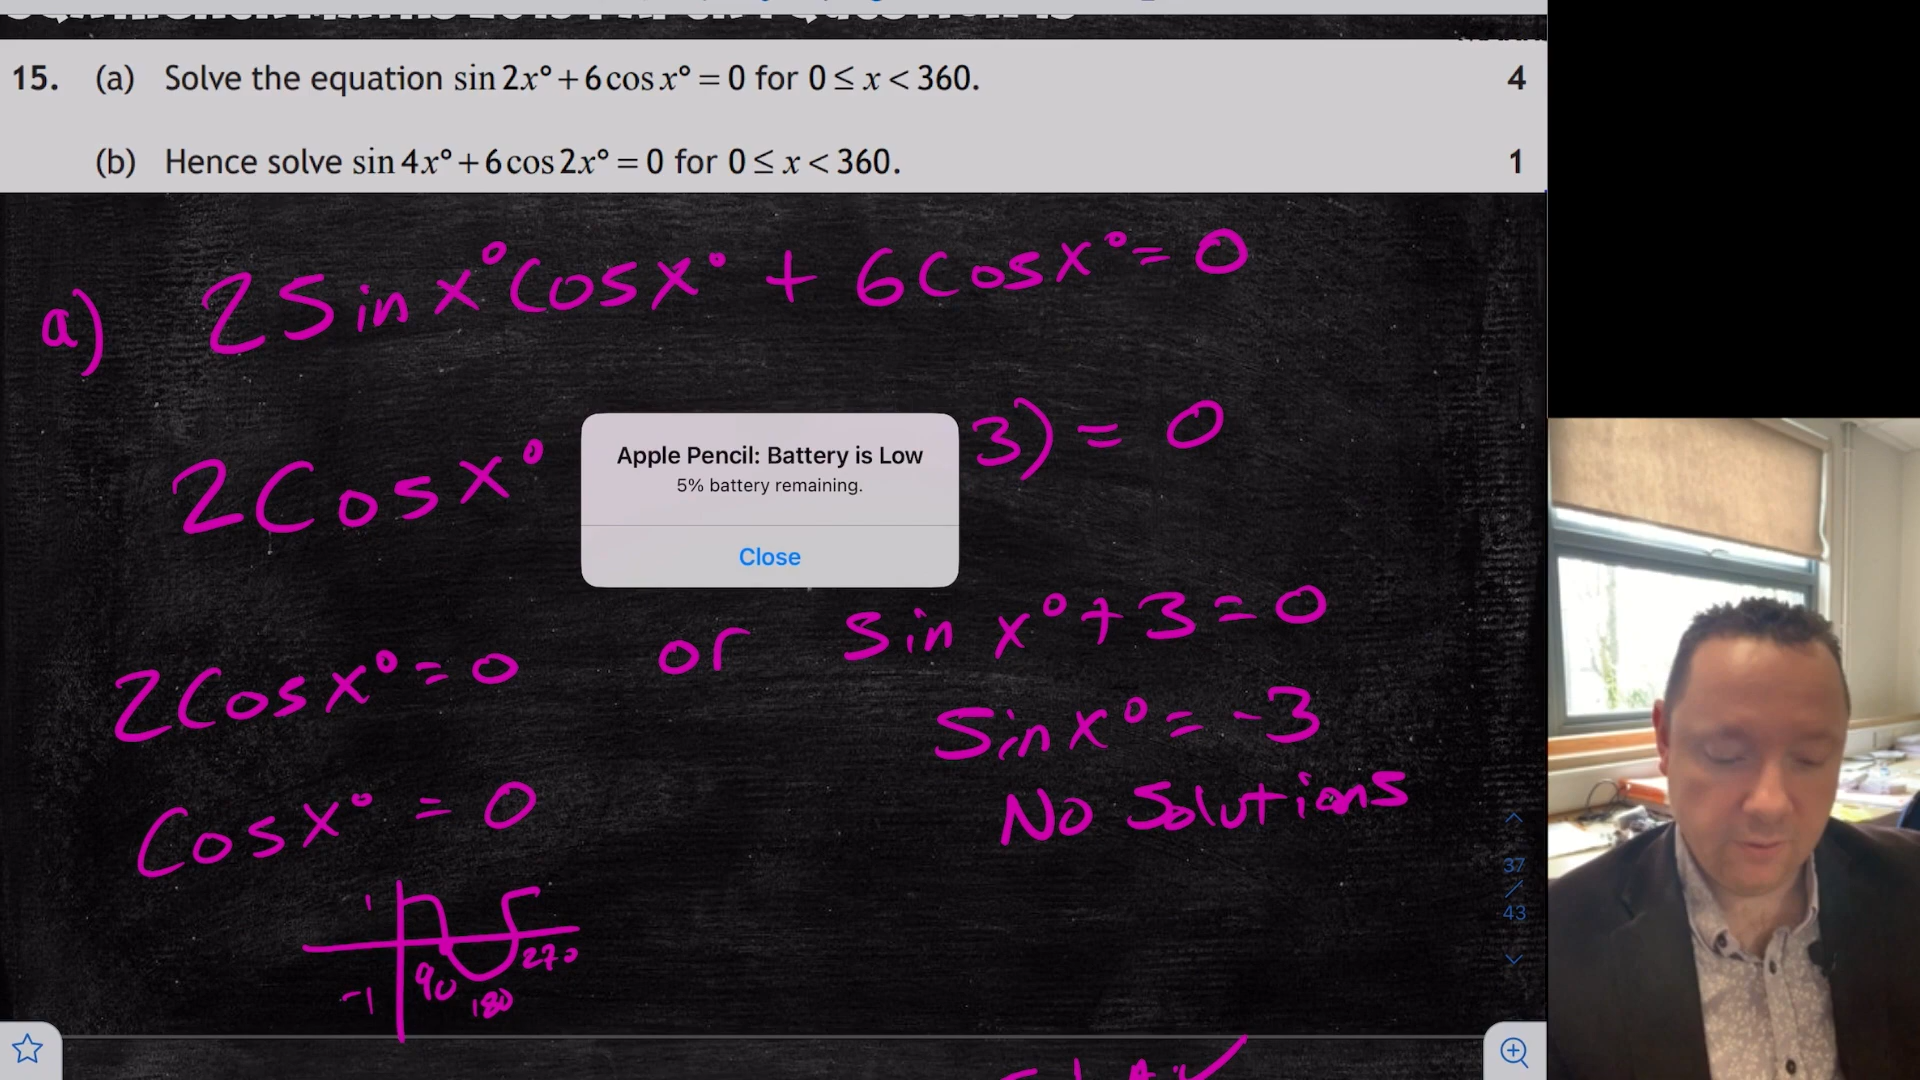 15. (a) Solve the equation sin 2x° + 6 cos x° = 0 for 0 ≤ x < 360. 4
(b) Hence solve sin 4x° + 6 cos 2x° = 0 for 0 ≤ x < 360. 1
a) 2 Sin x° Cos x° + 6 Cos x° = 0
2 Cos x° 3) = 0
Apple Pencil: Battery is Low
5% battery remaining.
Close
2 Cos x° = 0 or Sin x° + 3 = 0
Sin x° = -3
Cos x° = 0 No Solutions
37
/
43
1
-1 90 180 270